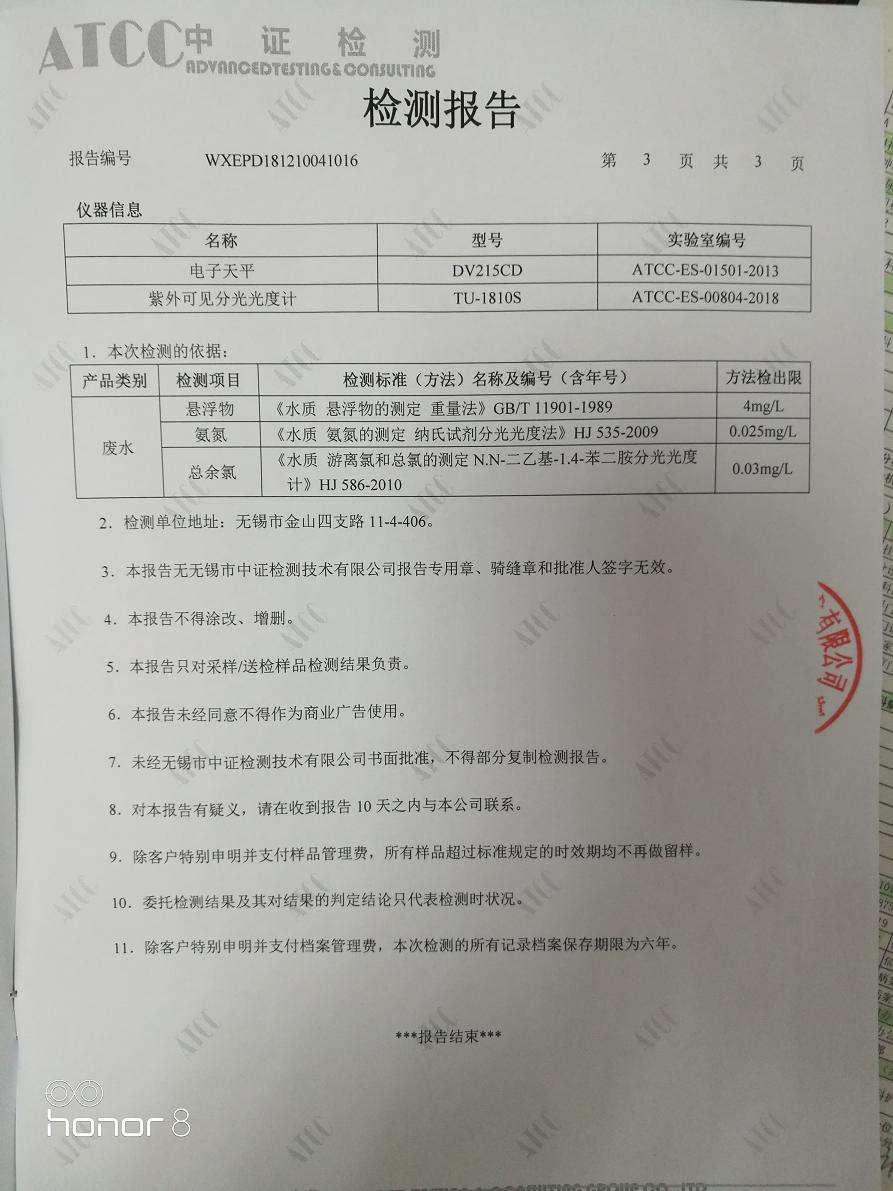 ATCC中 证 检 测
ADVANCEDTESTING&CONSULTING
检测报告
报告编号 WXEPD181210041016 第 3 页 共 3 页
仪器信息
名称 型号 实验室编号
电子天平 DV215CD ATCC-ES-01501-2013
紫外可见分光光度计 TU-1810S ATCC-ES-00804-2018
1. 本次检测的依据：
产品类别 检测项目 检测标准（方法）名称及编号（含年号） 方法检出限
废水
悬浮物 《水质 悬浮物的测定 重量法》GB/T 11901-1989 4mg/L
氨氮 《水质 氨氮的测定 纳氏试剂分光光度法》HJ 535-2009 0.025mg/L
总余氯 《水质 游离氯和总氯的测定 N.N-二乙基-1.4-苯二胺分光光度
计》HJ 586-2010 0.03mg/L
2. 检测单位地址：无锡市金山四支路 11-4-406。
3. 本报告无无锡市中证检测技术有限公司报告专用章、骑缝章和批准人签字无效。
4. 本报告不得涂改、增删。
5. 本报告只对采样/送检样品检测结果负责。
6. 本报告未经同意不得作为商业广告使用。
7. 未经无锡市中证检测技术有限公司书面批准，不得部分复制检测报告。
8. 对本报告有疑义，请在收到报告 10 天之内与本公司联系。
9. 除客户特别申明并支付样品管理费，所有样品超过标准规定的时效期均不再做留样。
10. 委托检测结果及其对结果的判定结论只代表检测时状况。
11. 除客户特别申明并支付档案管理费，本次检测的所有记录档案保存期限为六年。
***报告结束***
有限公司
honor 8